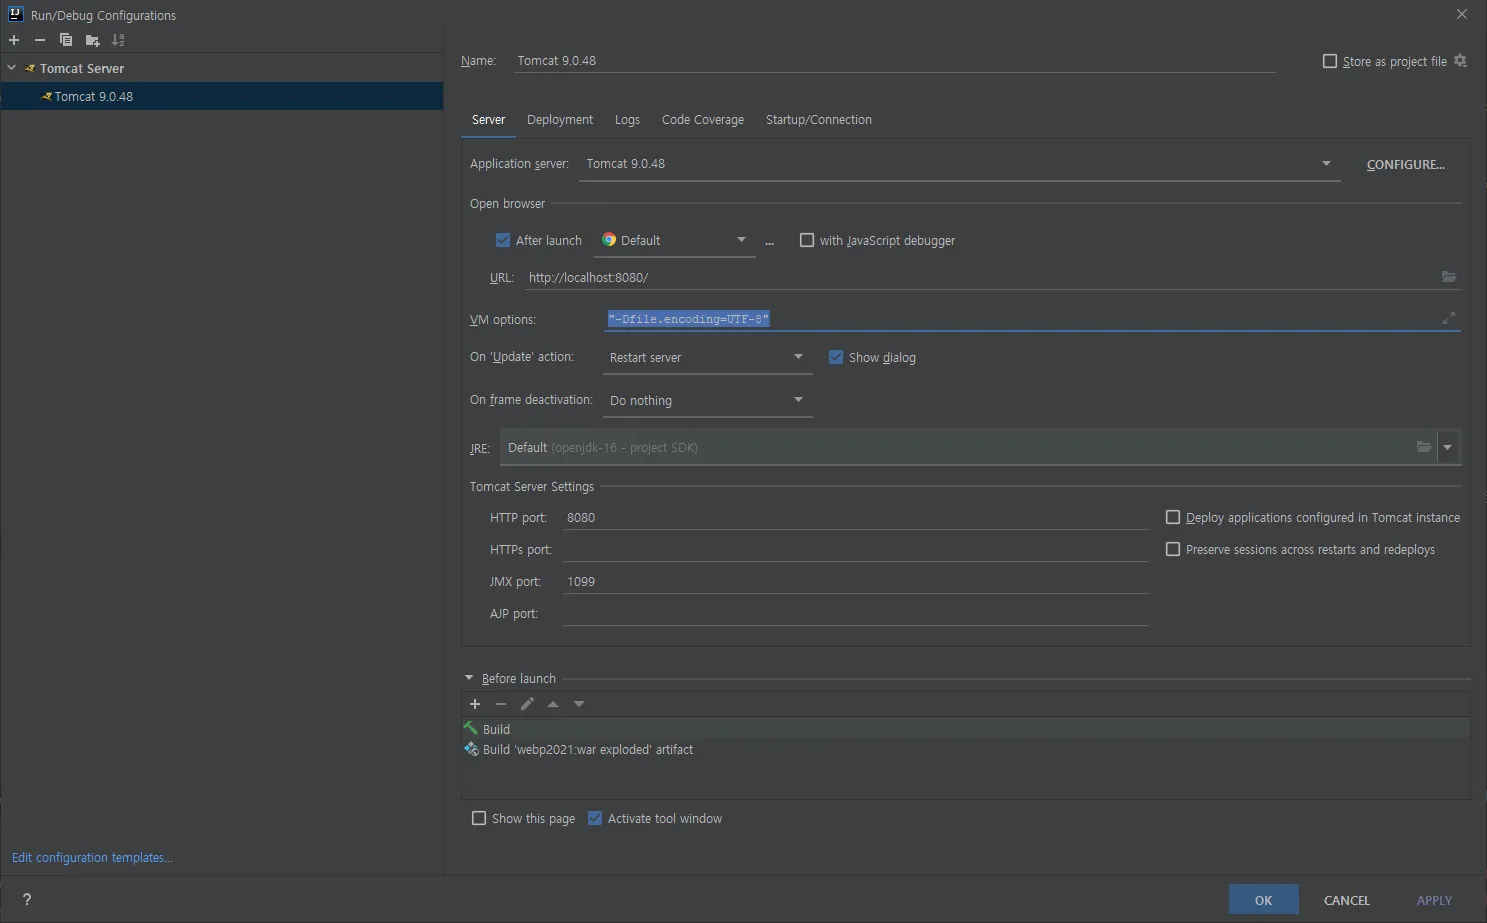 Run/Debug Configurations
Tomcat Server
Tomcat 9.0.48
Edit configuration templates...
Name: Tomcat 9.0.48
Store as project file
Server Deployment Logs Code Coverage Startup/Connection
Application server: Tomcat 9.0.48 CONFIGURE...
Open browser
After launch Default ... with JavaScript debugger
URL: http://localhost:8080/
VM options: "-Dfile.encoding=UTF-8"
On 'Update' action: Restart server Show dialog
On frame deactivation: Do nothing
JRE: Default (openjdk-16 - project SDK)
Tomcat Server Settings
HTTP port: 8080 Deploy applications configured in Tomcat instance
HTTPs port: Preserve sessions across restarts and redeploys
JMX port: 1099
AJP port:
Before launch
Build
Build 'webp2021:war exploded' artifact
Show this page Activate tool window
? OK CANCEL APPLY